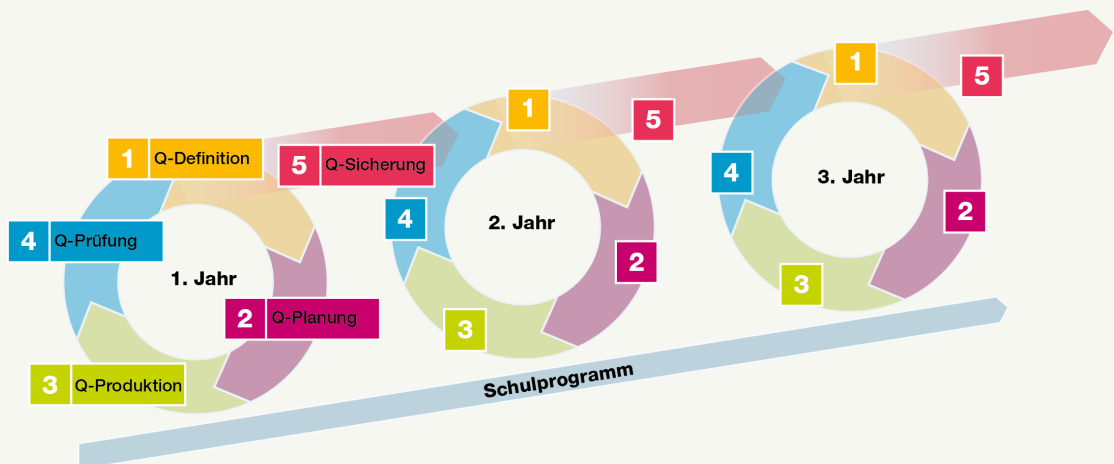 1 Q-Definition
5 Q-Sicherung
4 Q-Prüfung
1. Jahr
2 Q-Planung
3 Q-Produktion
1
5
4
2. Jahr
2
3
1
5
4
3. Jahr
2
3
Schulprogramm